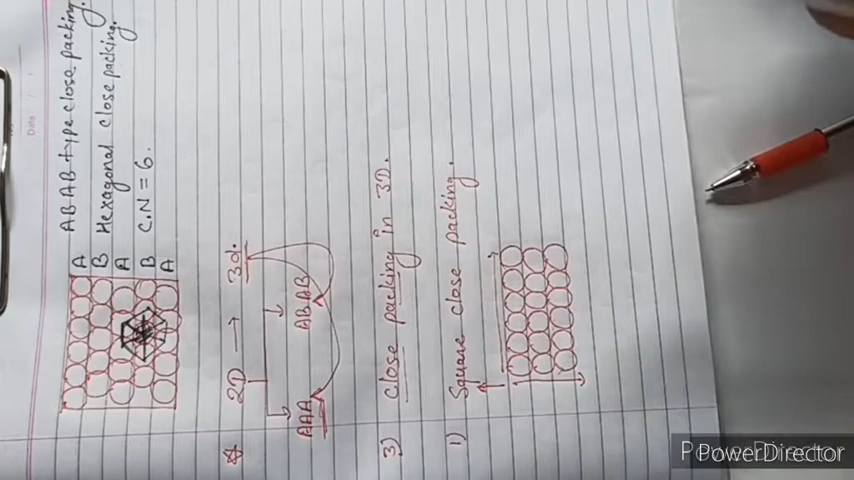 Date
A ABAB type close packing.
B Hexagonal close packing.
A
B C.N = 6.
A
2D → 3d.
AAA ABAB
3) close packing in 3D.
1) Square close packing.
PowerDirector